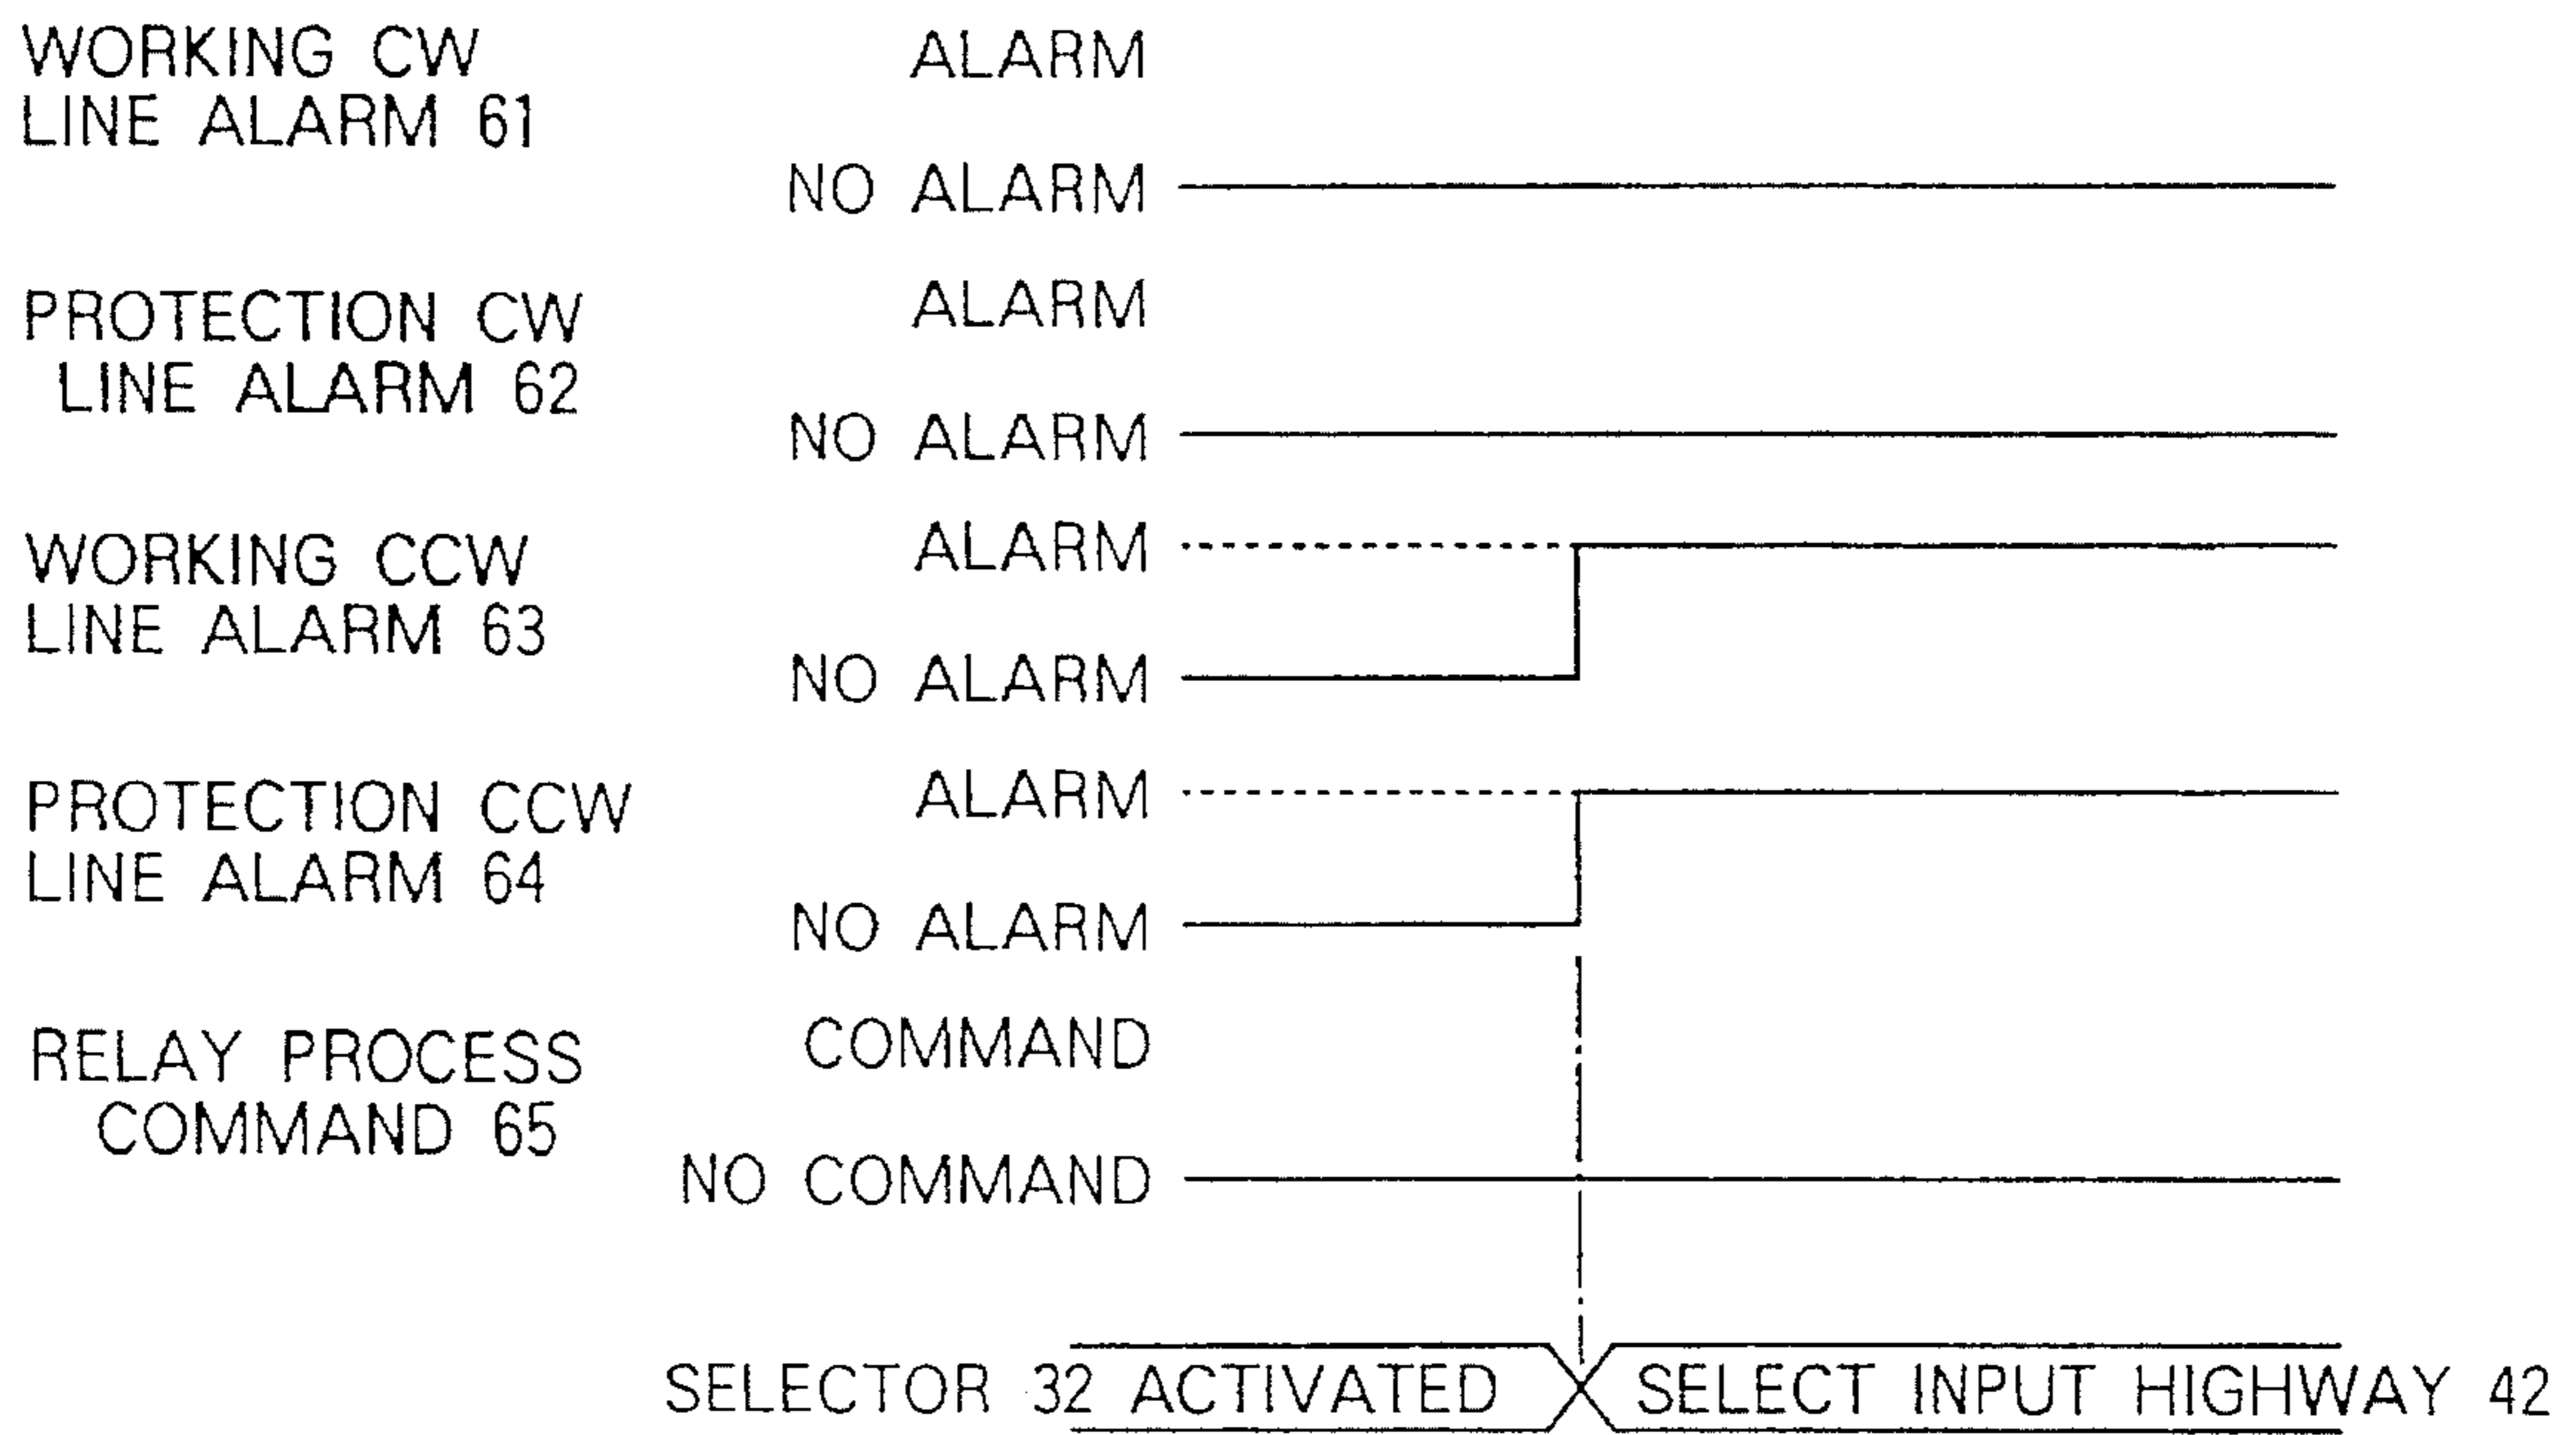 WORKING CW
LINE ALARM 61
ALARM
NO ALARM
PROTECTION CW
LINE ALARM 62
ALARM
NO ALARM
WORKING CCW
LINE ALARM 63
ALARM
NO ALARM
PROTECTION CCW
LINE ALARM 64
ALARM
NO ALARM
RELAY PROCESS
COMMAND 65
COMMAND
NO COMMAND
SELECTOR 32 ACTIVATED
SELECT INPUT HIGHWAY 42